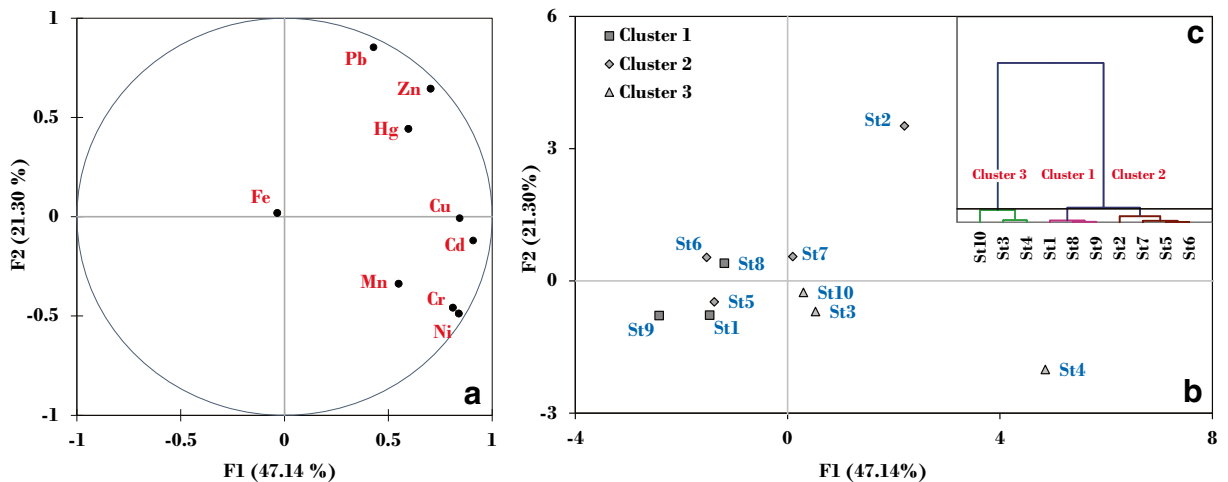 1
0.5
0
-0.5
-1
-1
-0.5
0
0.5
1
F2 (21.30 %)
F1 (47.14 %)
Pb
Zn
Hg
Fe
Cu
Cd
Mn
Cr
Ni
a
6
3
0
-3
-4
0
4
8
F2 (21.30%)
F1 (47.14%)
Cluster 1
Cluster 2
Cluster 3
St2
St6
St8
St7
St5
St10
St9
St1
St3
St4
b
c
Cluster 3
Cluster 1
Cluster 2
St10
St3
St4
St1
St8
St9
St2
St7
St5
St6